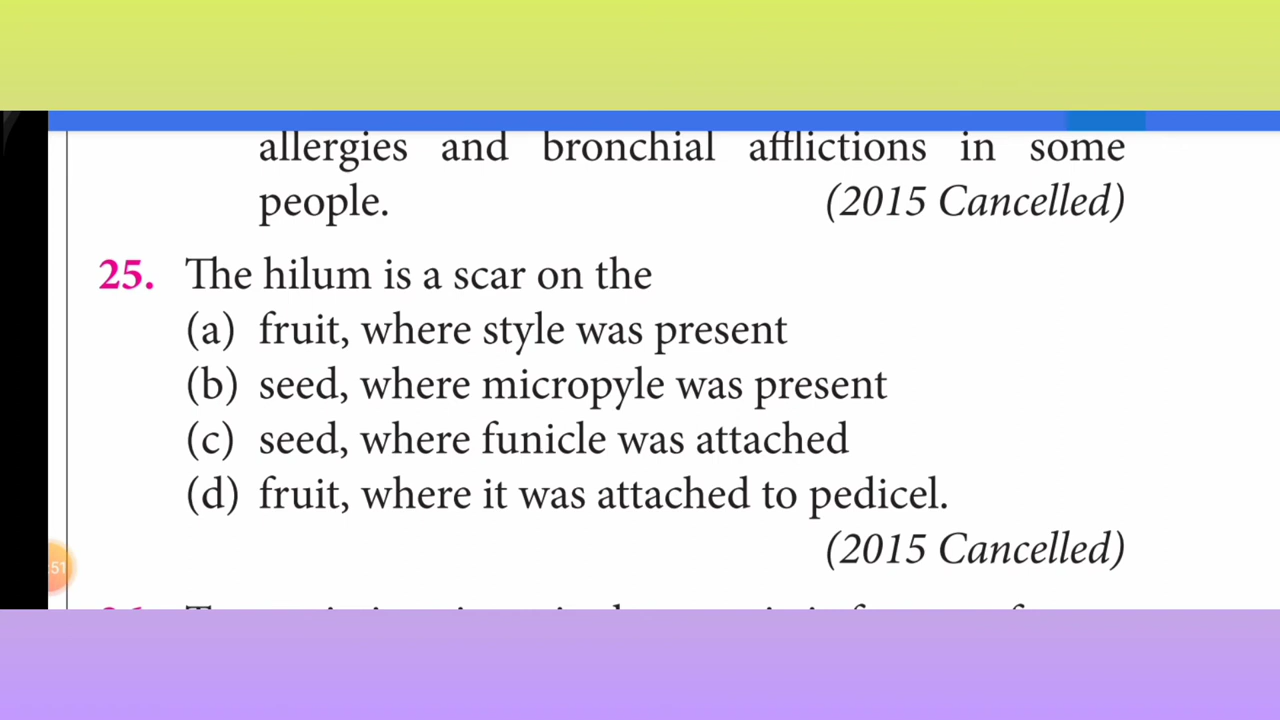 allergies and bronchial afflictions in some
people. (2015 Cancelled)
25. The hilum is a scar on the
(a) fruit, where style was present
(b) seed, where micropyle was present
(c) seed, where funicle was attached
(d) fruit, where it was attached to pedicel.
(2015 Cancelled)
51